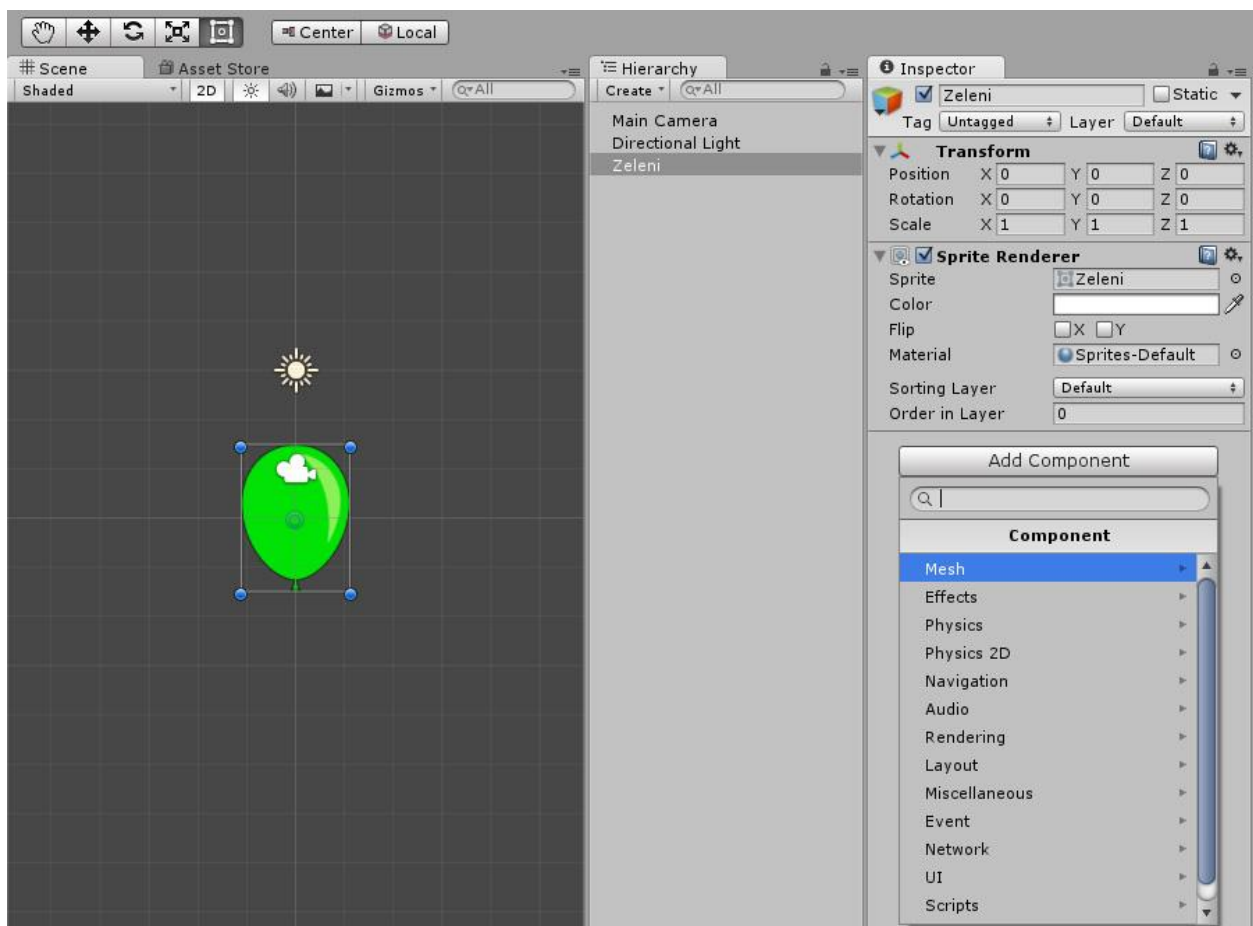 Center Local
Scene Asset Store
Shaded 2D Gizmos All
Hierarchy
Create All
Main Camera
Directional Light
Zeleni
Inspector
Zeleni Static
Tag Untagged Layer Default
Transform
Position X 0 Y 0 Z 0
Rotation X 0 Y 0 Z 0
Scale X 1 Y 1 Z 1
Sprite Renderer
Sprite Zeleni
Color
Flip X Y
Material Sprites-Default
Sorting Layer Default
Order in Layer 0
Add Component
Component
Mesh
Effects
Physics
Physics 2D
Navigation
Audio
Rendering
Layout
Miscellaneous
Event
Network
UI
Scripts